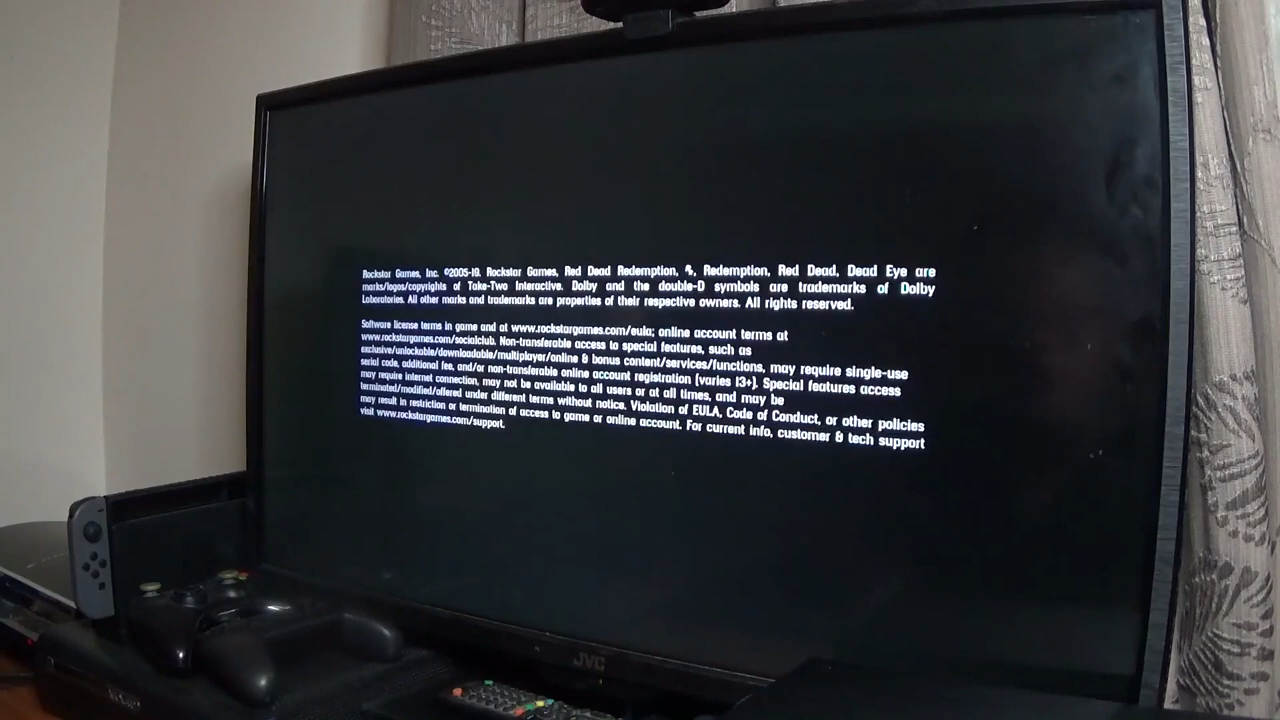 Rockstar Games, Inc. ©2005-18. Rockstar Games, Red Dead Redemption, R*, Redemption, Red Dead, Dead Eye are
marks/logos/copyrights of Take-Two Interactive. Dolby and the double-D symbols are trademarks of Dolby
Laboratories. All other marks and trademarks are properties of their respective owners. All rights reserved.
Software license terms in game and at www.rockstargames.com/eula; online account terms at
www.rockstargames.com/socialclub. Non-transferable access to special features, such as
exclusive/unlockable/downloadable/multiplayer/online & bonus content/services/functions, may require single-use
serial code, additional fee, and/or non-transferable online account registration (varies 13+). Special features access
may require internet connection, may not be available to all users or at all times, and may be
terminated/modified/offered under different terms without notice. Violation of EULA, Code of Conduct, or other policies
may result in restriction or termination of access to game or online account. For current info, customer & tech support
visit www.rockstargames.com/support.
JVC